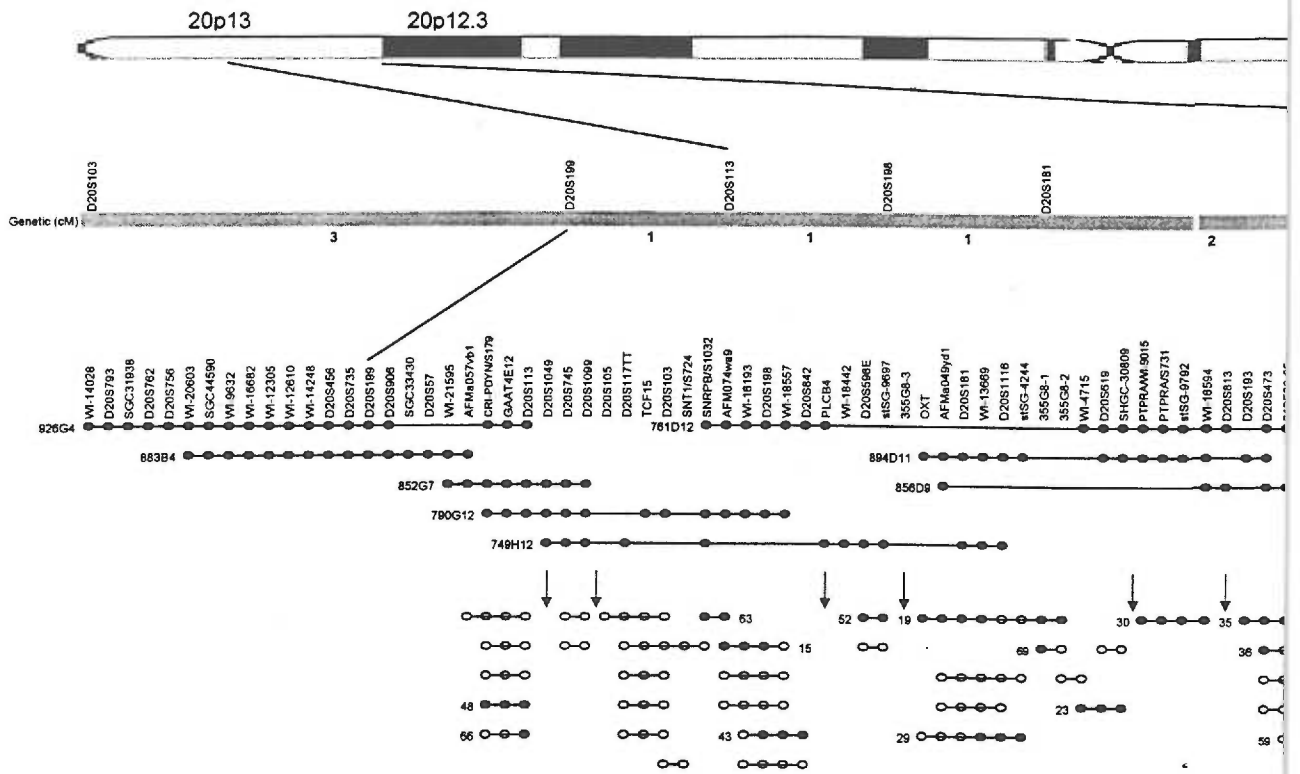 20p13 20p12.3
D20S103 D20S199 D20S113 D20S198 D20S181
Genetic (cM)
3 1 1 1 2
WI-14028
D20S793
SGC31938
D20S762
D20S756
WI-20603
SGC44590
WI-9632
WI-16682
WI-12305
WI-12610
WI-14248
D20S456
D20S735
D20S199
D20S906
SGC33430
D20S57
WI-21595
AFMa057vb1
CRI-PDYN/S179
GAAT4E12
D20S113
D20S1049
D20S745
D20S1099
D20S105
D20S117TT
TCF15
D20S103
SNT1/S724
SNRPB/S1032
AFM074wa9
WI-16193
D20S198
WI-18557
D20S842
PLCB4
WI-18442
D20S598E
stSG-9697
355G8-3
OXT
AFMa049yd1
D20S181
WI-13669
D20S1116
stSG-4244
355G8-1
355G8-2
WI-4715
D20S619
SHGC-30809
PTPRA/WI-9015
PTPRA/S731
stSG-9792
WI-16594
D20S813
D20S193
D20S473
926G4 761D12
683B4 894D11
852G7 856D9
790G12
749H12
63 52 19 30 35
15 69 36
48 23
66 43 29 59